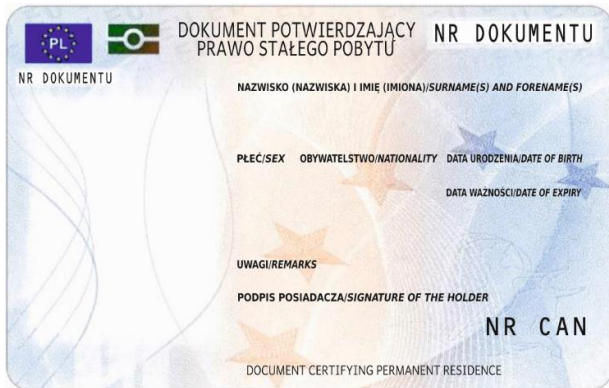 PL
DOKUMENT POTWIERDZAJĄCY
PRAWO STAŁEGO POBYTU
NR DOKUMENTU
NR DOKUMENTU
NAZWISKO (NAZWISKA) I IMIĘ (IMIONA)/SURNAME(S) AND FORENAME(S)
PŁEĆ/SEX OBYWATELSTWO/NATIONALITY DATA URODZENIA/DATE OF BIRTH
DATA WAŻNOŚCI/DATE OF EXPIRY
UWAGI/REMARKS
PODPIS POSIADACZA/SIGNATURE OF THE HOLDER
NR CAN
DOCUMENT CERTIFYING PERMANENT RESIDENCE